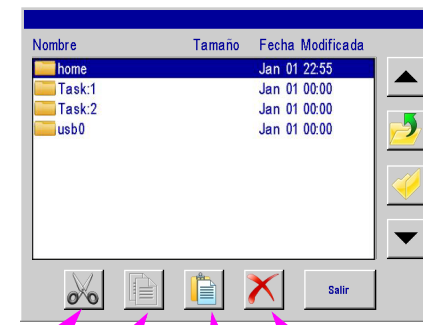 Nombre Tamaño Fecha Modificada
home Jan 01 22:55
Task:1 Jan 01 00:00
Task:2 Jan 01 00:00
usb0 Jan 01 00:00
Salir